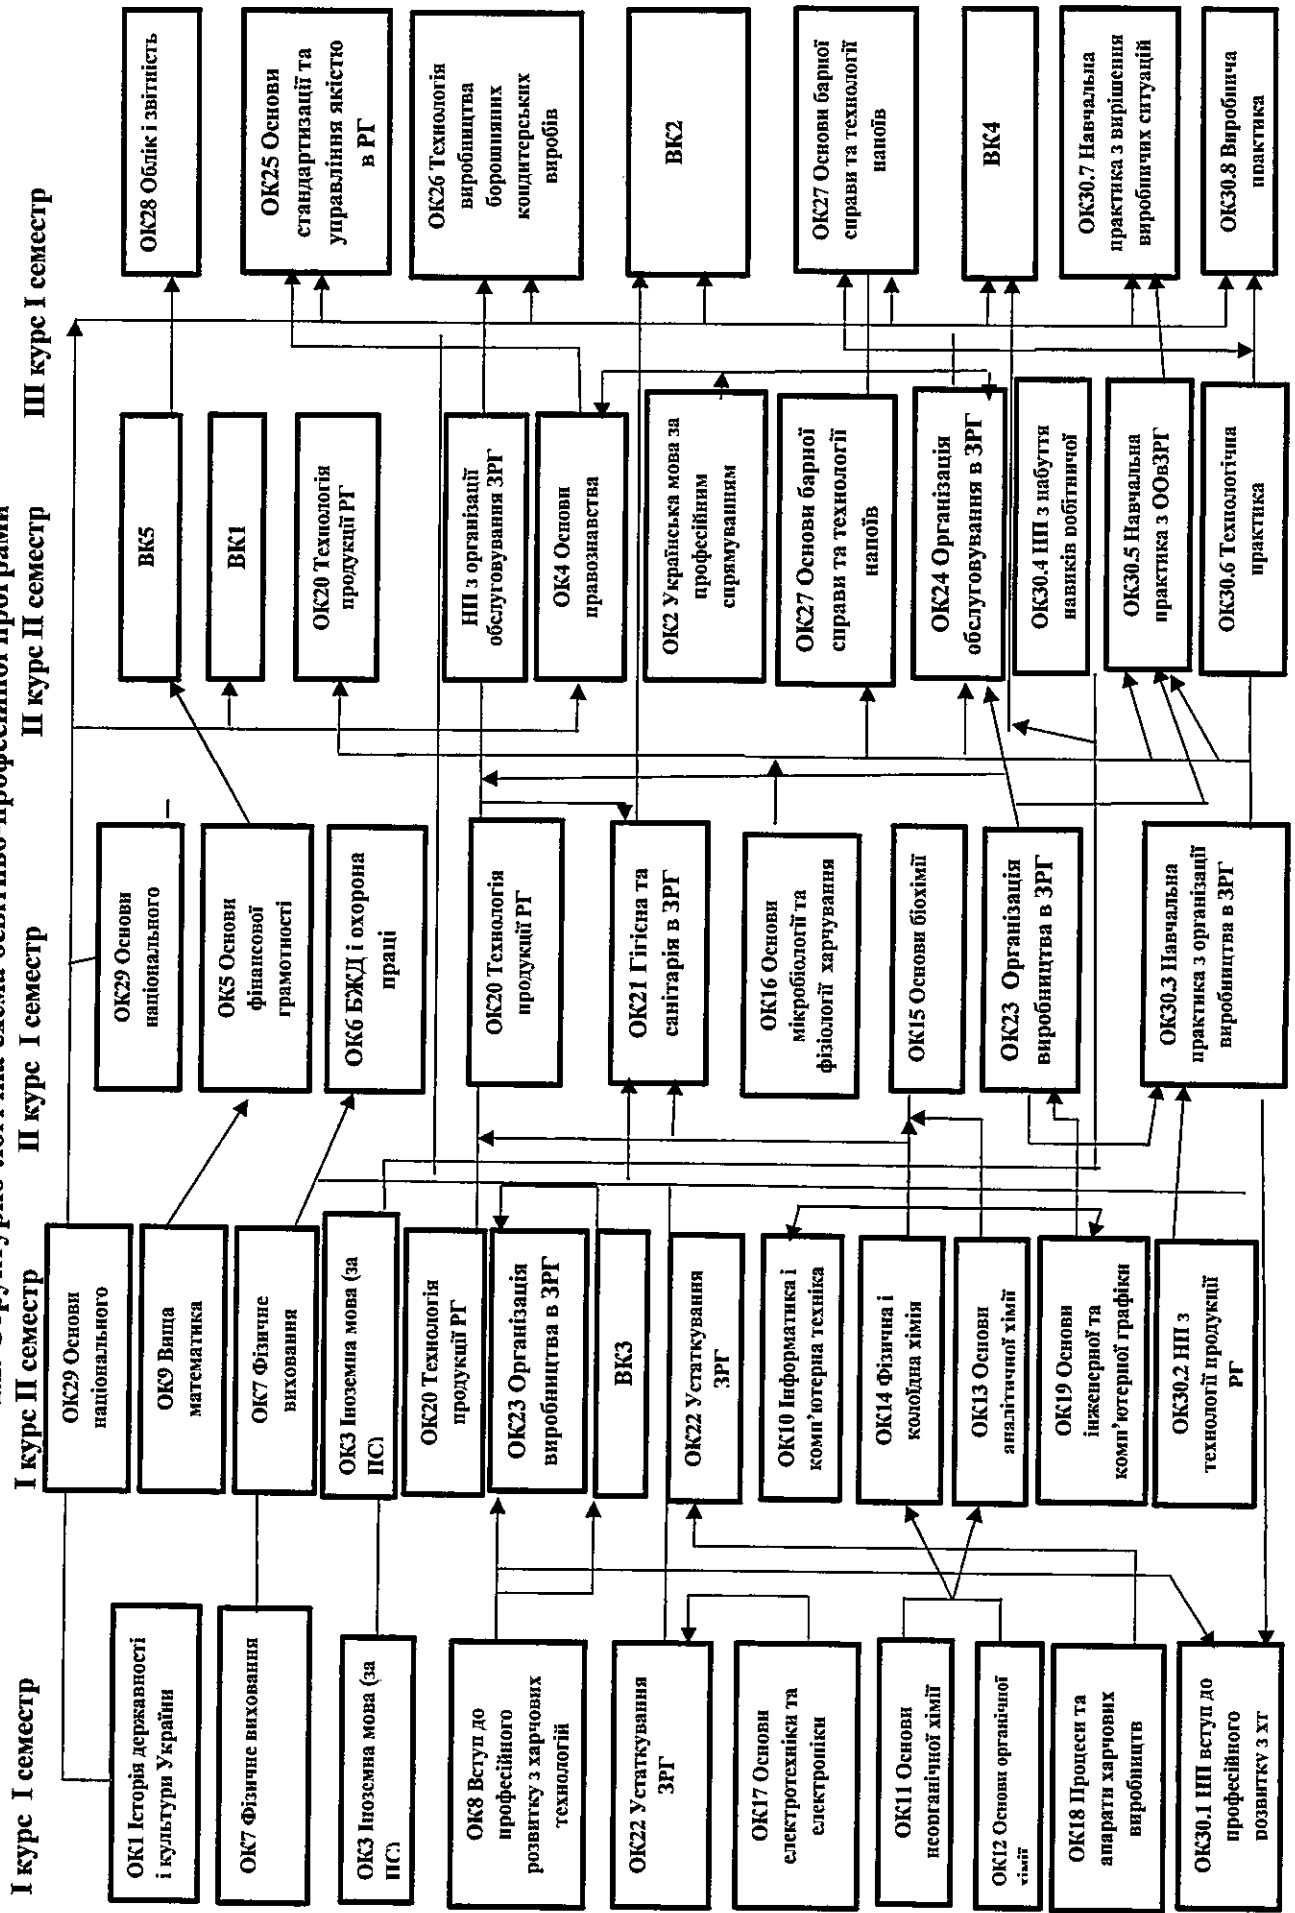 Структурно-логічна схема освітньо-професійної програми
І курс І семестр
І курс ІІ семестр
ІІ курс І семестр
ІІ курс ІІ семестр
ІІІ курс І семестр
ОК1 Історія державності
і культури України
ОК7 Фізичне виховання
ОК3 Іноземна мова (за
ПС)
ОК8 Вступ до
професійного
розвитку з харчових
технологій
ОК22 Устаткування
ЗРГ
ОК17 Основи
електротехніки та
електроніки
ОК11 Основи
неорганічної хімії
ОК12 Основи органічної
хімії
ОК18 Процеси та
апарати харчових
виробництв
ОК30.1 НП вступ до
професійного
розвитку з хт
ОК29 Основи
національного
ОК9 Вища
математика
ОК7 Фізичне
виховання
ОК3 Іноземна мова (за
ПС)
ОК20 Технологія
продукції РГ
ОК23 Організація
виробництва в ЗРГ
ВК3
ОК22 Устаткування
ЗРГ
ОК10 Інформатика і
комп’ютерна техніка
ОК14 Фізична і
колоїдна хімія
ОК13 Основи
аналітичної хімії
ОК19 Основи
інженерної та
комп’ютерної графіки
ОК30.2 НП з
технології продукції
РГ
ОК29 Основи
національного
ОК5 Основи
фінансової
грамотності
ОК6 БЖД і охорона
праці
ОК20 Технологія
продукції РГ
ОК21 Гігієна та
санітарія в ЗРГ
ОК16 Основи
мікробіології та
фізіології харчування
ОК15 Основи біохімії
ОК23 Організація
виробництва в ЗРГ
ОК30.3 Навчальна
практика з організації
виробництва в ЗРГ
ВК5
ВК1
ОК20 Технологія
продукції РГ
НП з організації
обслуговування ЗРГ
ОК4 Основи
правознавства
ОК2 Українська мова за
професійним
спрямуванням
ОК27 Основи барної
справи та технології
напоїв
ОК24 Організація
обслуговування в ЗРГ
ОК30.4 НП з набуття
навиків робітничої
ОК30.5 Навчальна
практика з ООвЗРГ
ОК30.6 Технологічна
практика
ОК28 Облік і звітність
ОК25 Основи
стандартизації та
управління якістю
в РГ
ОК26 Технологія
виробництва
борошняних
кондитерських
виробів
ВК2
ОК27 Основи барної
справи та технології
напоїв
ВК4
ОК30.7 Навчальна
практика з вирішення
виробничих ситуацій
ОК30.8 Виробнича
практика